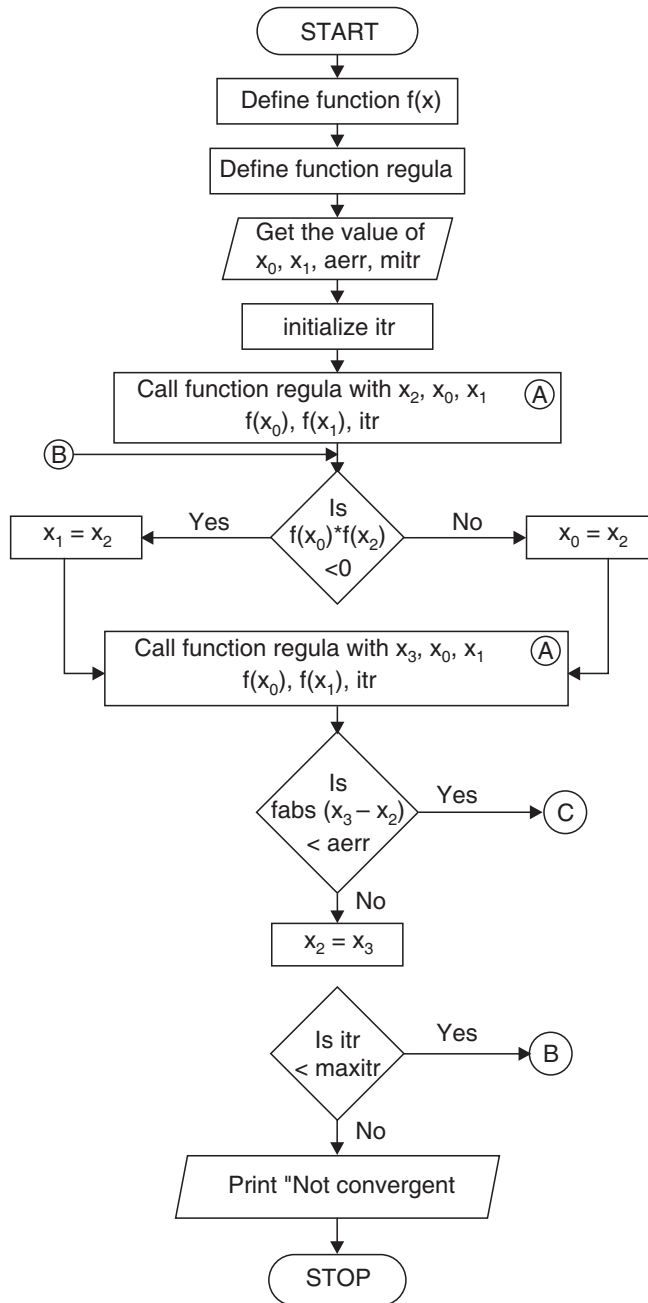 START
Define function f(x)
Define function regula
Get the value of
x₀, x₁, aerr, mitr
initialize itr
Call function regula with x₂, x₀, x₁
A
f(x₀), f(x₁), itr
B
Is
f(x₀)*f(x₂)
<0
Yes
No
x₁ = x₂
x₀ = x₂
Call function regula with x₃, x₀, x₁
A
f(x₀), f(x₁), itr
Is
fabs (x₃ – x₂)
< aerr
Yes
C
No
x₂ = x₃
Is itr
< maxitr
Yes
B
No
Print "Not convergent
STOP